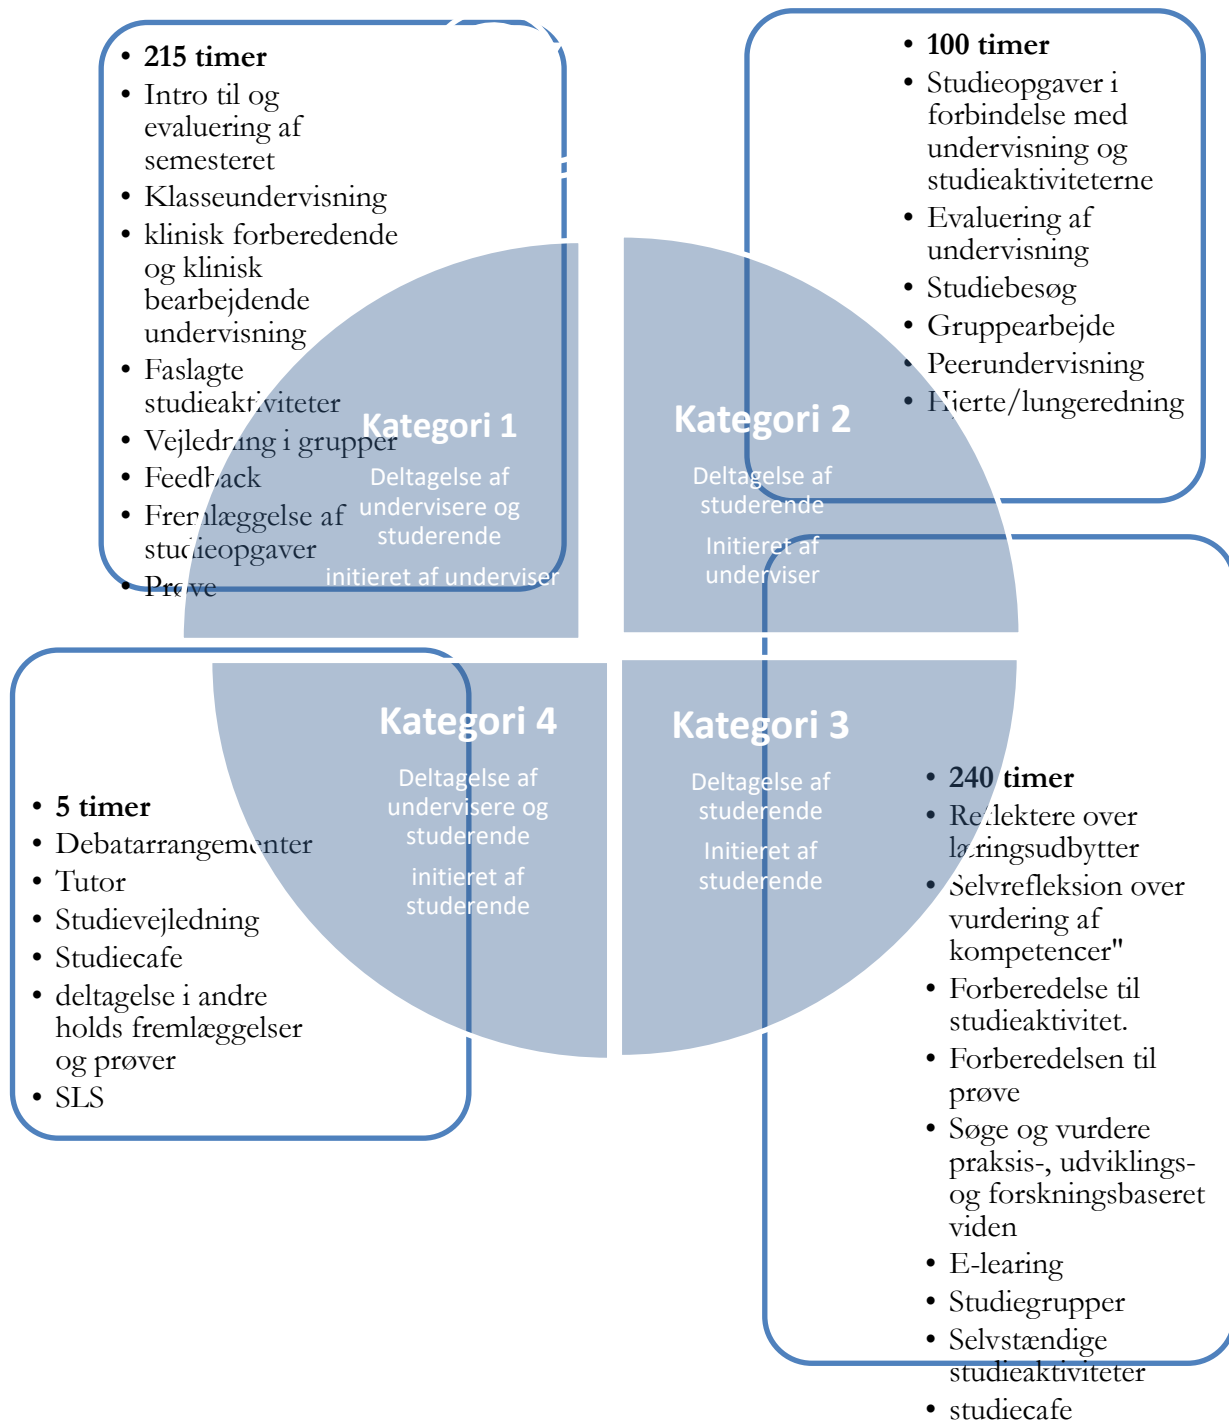 • 215 timer
• Intro til og
evaluering af
semesteret
• Klasseundervisning
• klinisk forberedende
og klinisk
bearbejdende
undervisning
• Faslagte
studieaktiviteter
• Vejledning i grupper
• Feedback
• Fremlæggelse af
studieopgaver
• Prøve
Kategori 1
Deltagelse af
undervisere og
studerende
initieret af underviser
• 100 timer
• Studieopgaver i
forbindelse med
undervisning og
studieaktiviteterne
• Evaluering af
undervisning
• Studiebesøg
• Gruppearbejde
• Peerundervisning
• Hjerte/lungeredning
Kategori 2
Deltagelse af
studerende
Initieret af
underviser
Kategori 4
Deltagelse af
undervisere og
studerende
initieret af
studerende
• 5 timer
• Debatarrangementer
• Tutor
• Studievejledning
• Studiecafe
• deltagelse i andre
holds fremlæggelser
og prøver
• SLS
Kategori 3
Deltagelse af
studerende
Initieret af
studerende
• 240 timer
• Reflektere over
læringsudbytter
• Selvrefleksion over
vurdering af
kompetencer"
• Forberedelse til
studieaktivitet.
• Forberedelsen til
prøve
• Søge og vurdere
praksis-, udviklings-
og forskningsbaseret
viden
• E-learing
• Studiegrupper
• Selvstændige
studieaktiviteter
• studiecafe